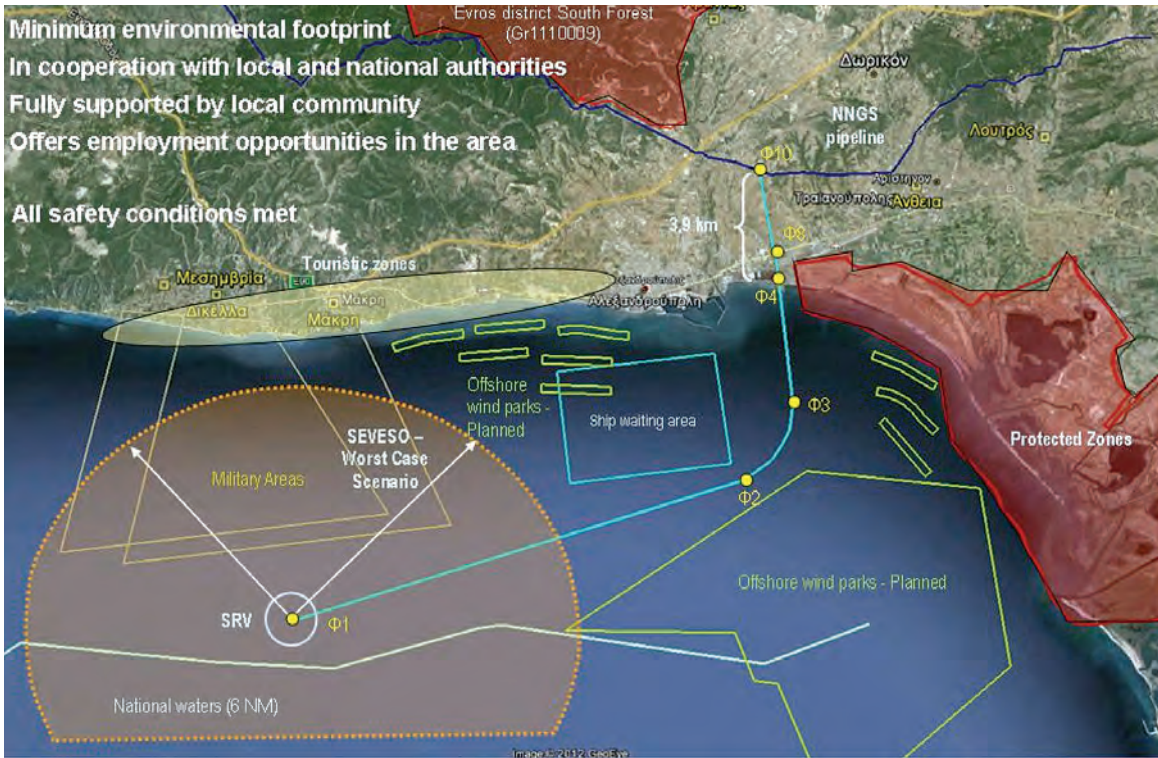 Minimum environmental footprint
In cooperation with local and national authorities
Fully supported by local community
Offers employment opportunities in the area
All safety conditions met
Evros district South Forest
(Gr1110009)
Δωρικόν
NNGS
pipeline
Λουτρός
Φ10
Αρίστηνον
Τραϊανούπολης
Άνθεια
3,9 km
Φ8
Touristic zones
Μεσημβρία
Μάκρη
Δίκελλα
Μάκρη
Αλεξανδρούπολη
Φ4
Offshore
wind parks -
Planned
Ship waiting area
Φ3
Protected Zones
SEVESO –
Worst Case
Scenario
Military Areas
Φ2
Offshore wind parks - Planned
SRV
Φ1
National waters (6 NM)
Image © 2012 GeoEye